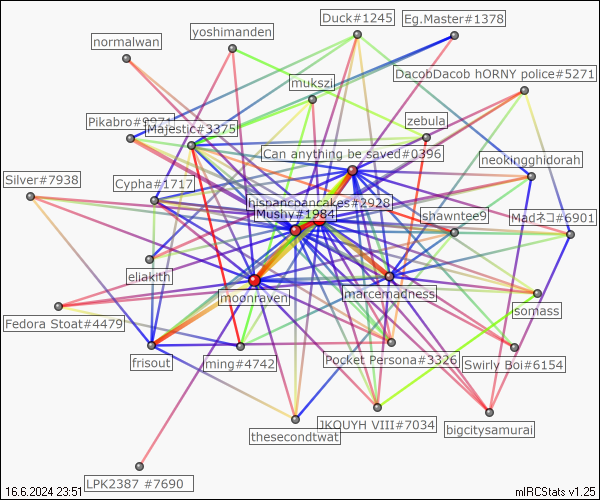 Duck#1245
Eg.Master#1378
yoshimanden
normalwan
DacobDacob hORNY police#5271
mukszi
Pikabro#9971
zebula
Majestic#3375
Can anything be saved#0396
neokingghidorah
Silver#7938
Cypha#1717
hispancpancakes#2928
Mushy#1984
shawntee9
Madネコ#6901
eliakith
moonraven
marcemadness
somass
Fedora Stoat#4479
frisout
ming#4742
Pocket Persona#3326
Swirly Boi#6154
thesecondtwat
JKOUYH VIII#7034
bigcitysamurai
LPK2387 #7690
16.6.2024 23:51
mIRCStats v1.25